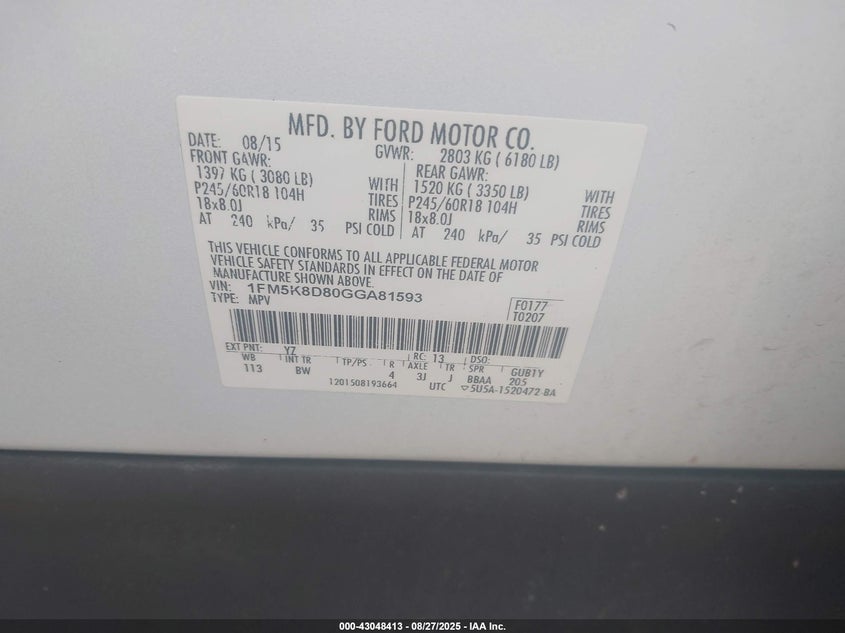 MFD. BY FORD MOTOR CO.
DATE: 08/15 GVWR: 2803 KG ( 6180 LB)
FRONT GAWR: REAR GAWR:
1397 KG ( 3080 LB) WITH 1520 KG ( 3350 LB) WITH
P245/60R18 104H TIRES P245/60R18 104H TIRES
18x8.0J RIMS 18x8.0J RIMS
AT 240 kPa/ 35 PSI COLD AT 240 kPa/ 35 PSI COLD
THIS VEHICLE CONFORMS TO ALL APPLICABLE FEDERAL MOTOR
VEHICLE SAFETY STANDARDS IN EFFECT ON THE DATE OF
MANUFACTURE SHOWN ABOVE.
VIN: 1FM5K8D80GGA81593
TYPE: MPV
F0177
T0207
EXT PNT: YZ RC: 13 DSO:
WB INT TR TP/PS R AXLE TR SPR GUB1Y
113 BW 4 3J J BBAA 205
1201508193664 UTC ▽5U5A-1520472-BA
000-43048413 - 08/27/2025 - IAA Inc.